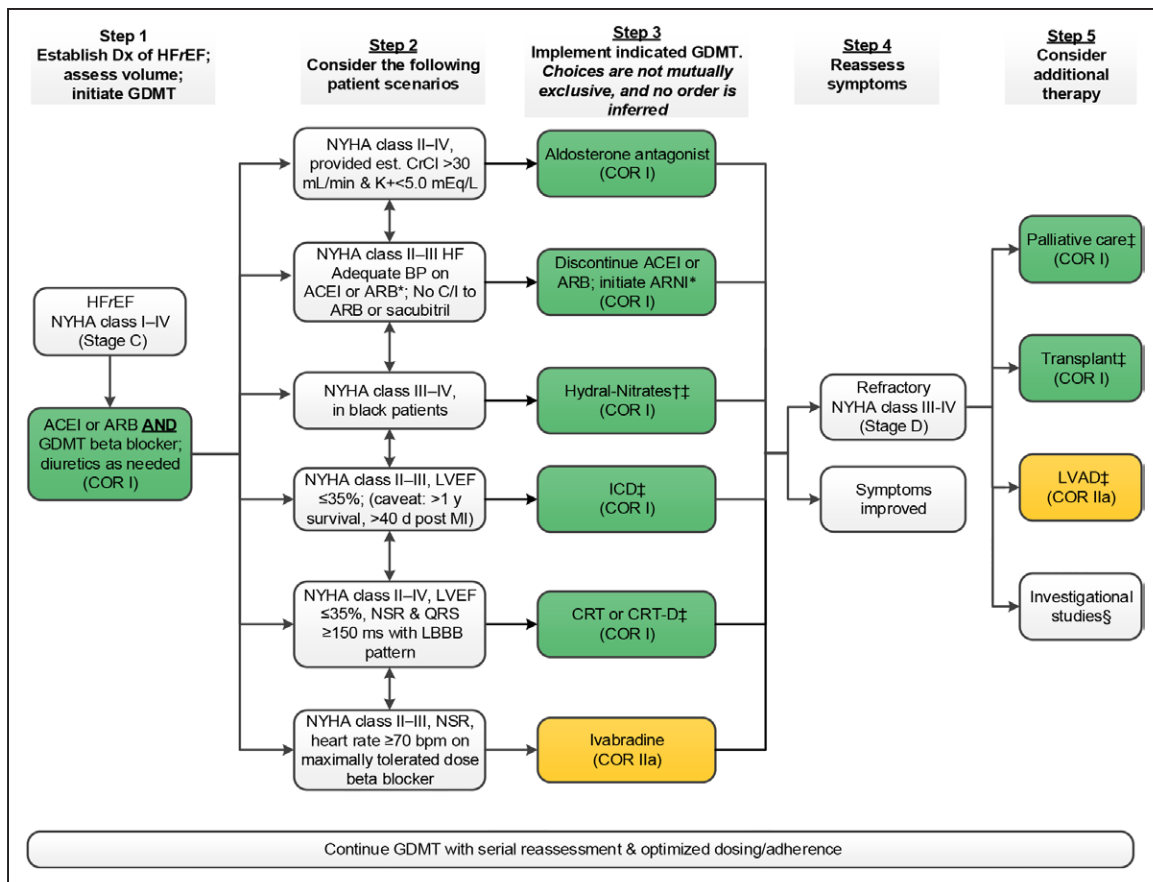 Step 1
Establish Dx of HFrEF;
assess volume;
initiate GDMT
Step 2
Consider the following
patient scenarios
Step 3
Implement indicated GDMT.
Choices are not mutually
exclusive, and no order is
inferred
Step 4
Reassess
symptoms
Step 5
Consider
additional
therapy
HFrEF
NYHA class I–IV
(Stage C)
ACEI or ARB AND
GDMT beta blocker;
diuretics as needed
(COR I)
NYHA class II–IV,
provided est. CrCl >30
mL/min & K+<5.0 mEq/L
NYHA class II–III HF
Adequate BP on
ACEI or ARB*; No C/I to
ARB or sacubitril
NYHA class III–IV,
in black patients
NYHA class II–III, LVEF
≤35%; (caveat: >1 y
survival, >40 d post MI)
NYHA class II–IV, LVEF
≤35%, NSR & QRS
≥150 ms with LBBB
pattern
NYHA class II–III, NSR,
heart rate ≥70 bpm on
maximally tolerated dose
beta blocker
Aldosterone antagonist
(COR I)
Discontinue ACEI or
ARB; initiate ARNI*
(COR I)
Hydral-Nitrates†‡
(COR I)
ICD‡
(COR I)
CRT or CRT-D‡
(COR I)
Ivabradine
(COR IIa)
Refractory
NYHA class III-IV
(Stage D)
Symptoms
improved
Palliative care‡
(COR I)
Transplant‡
(COR I)
LVAD‡
(COR IIa)
Investigational
studies§
Continue GDMT with serial reassessment & optimized dosing/adherence